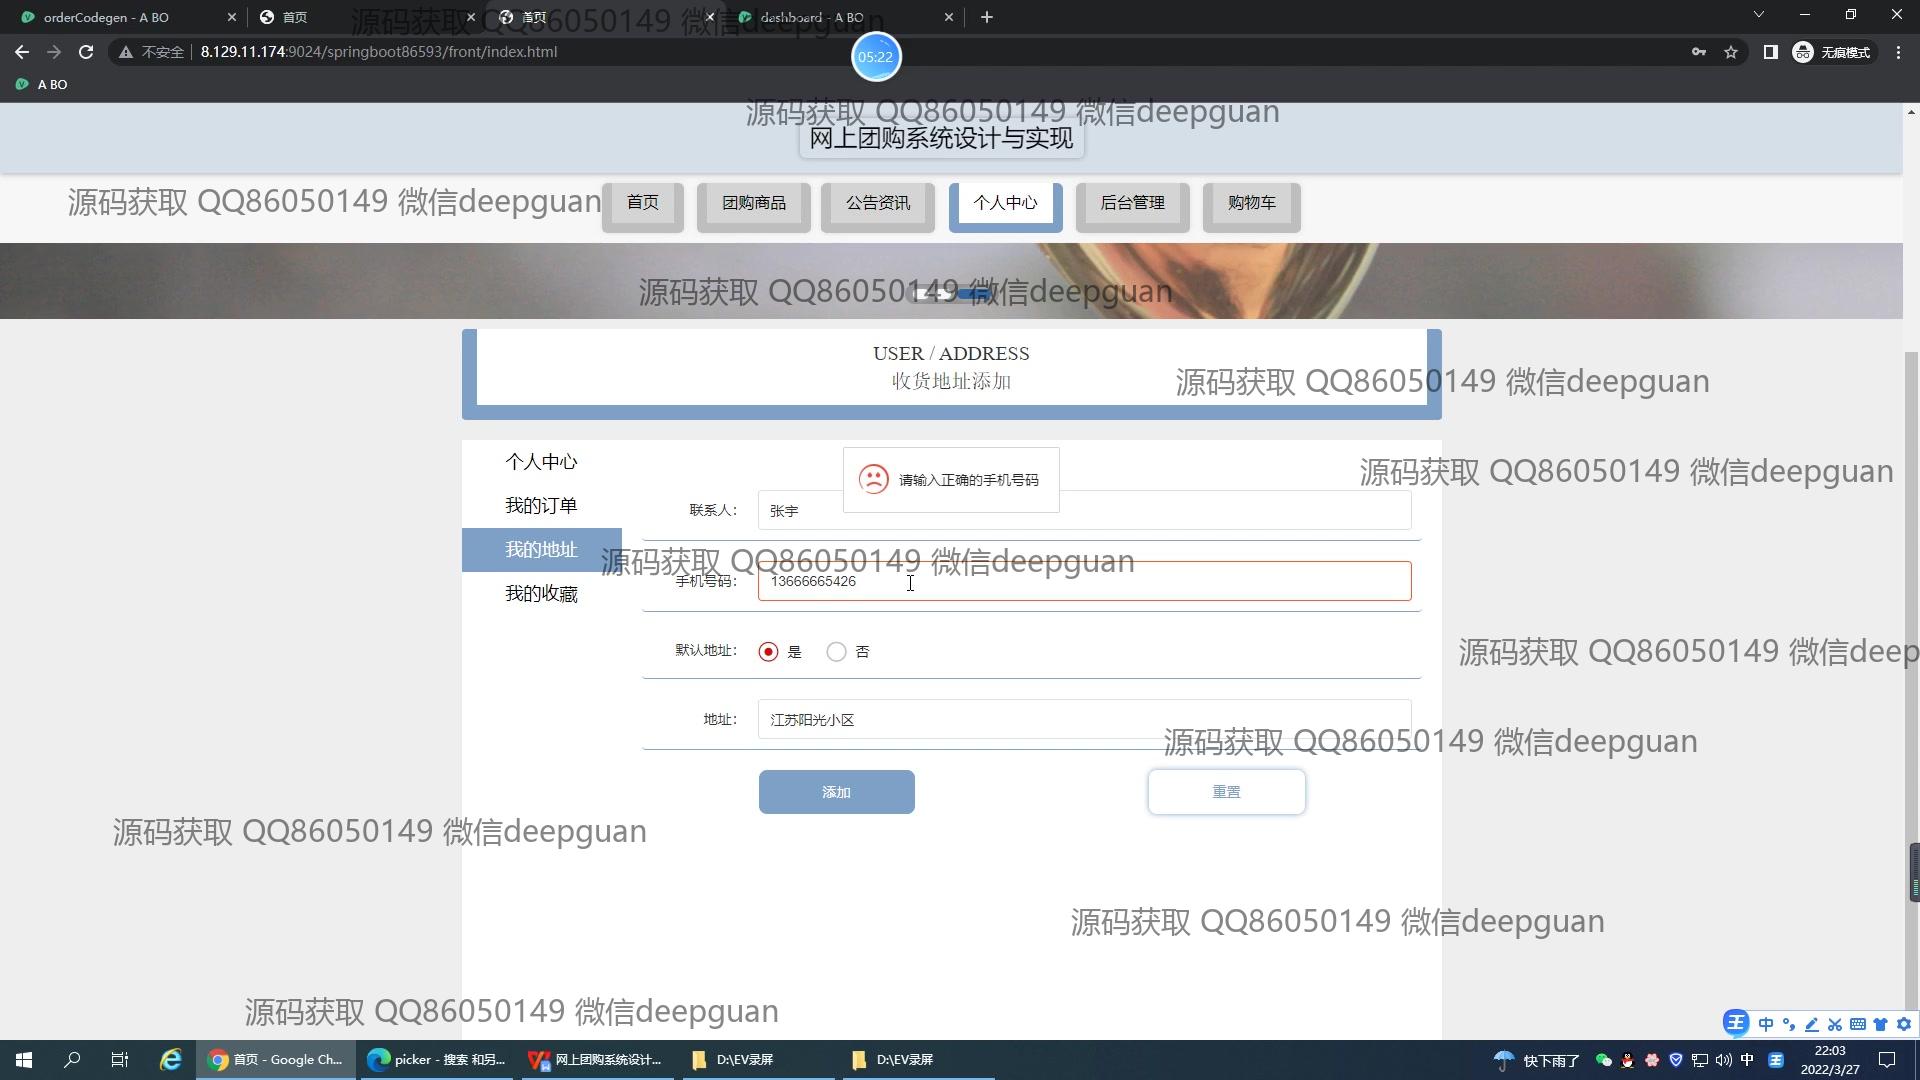 orderCodegen - A BO
首页
首页
dashboard - A BO
源码获取 QQ86050149 微信deepguan
不安全
8.129.11.174:9024/springboot86593/front/index.html
05:22
无痕模式
A BO
源码获取 QQ86050149 微信deepguan
网上团购系统设计与实现
源码获取 QQ86050149 微信deepguan
首页
团购商品
公告资讯
个人中心
后台管理
购物车
源码获取 QQ86050149 微信deepguan
USER / ADDRESS
收货地址添加
源码获取 QQ86050149 微信deepguan
个人中心
我的订单
我的地址
我的收藏
请输入正确的手机号码
源码获取 QQ86050149 微信deepguan
联系人：
张宇
源码获取 QQ86050149 微信deepguan
手机号码：
13666665426
默认地址：
是
否
源码获取 QQ86050149 微信deep
地址：
江苏阳光小区
源码获取 QQ86050149 微信deepguan
添加
重置
源码获取 QQ86050149 微信deepguan
源码获取 QQ86050149 微信deepguan
源码获取 QQ86050149 微信deepguan
王 中
首页 - Google Ch...
picker - 搜索 和另...
网上团购系统设计...
D:\EV录屏
D:\EV录屏
快下雨了
中
王
22:03
2022/3/27